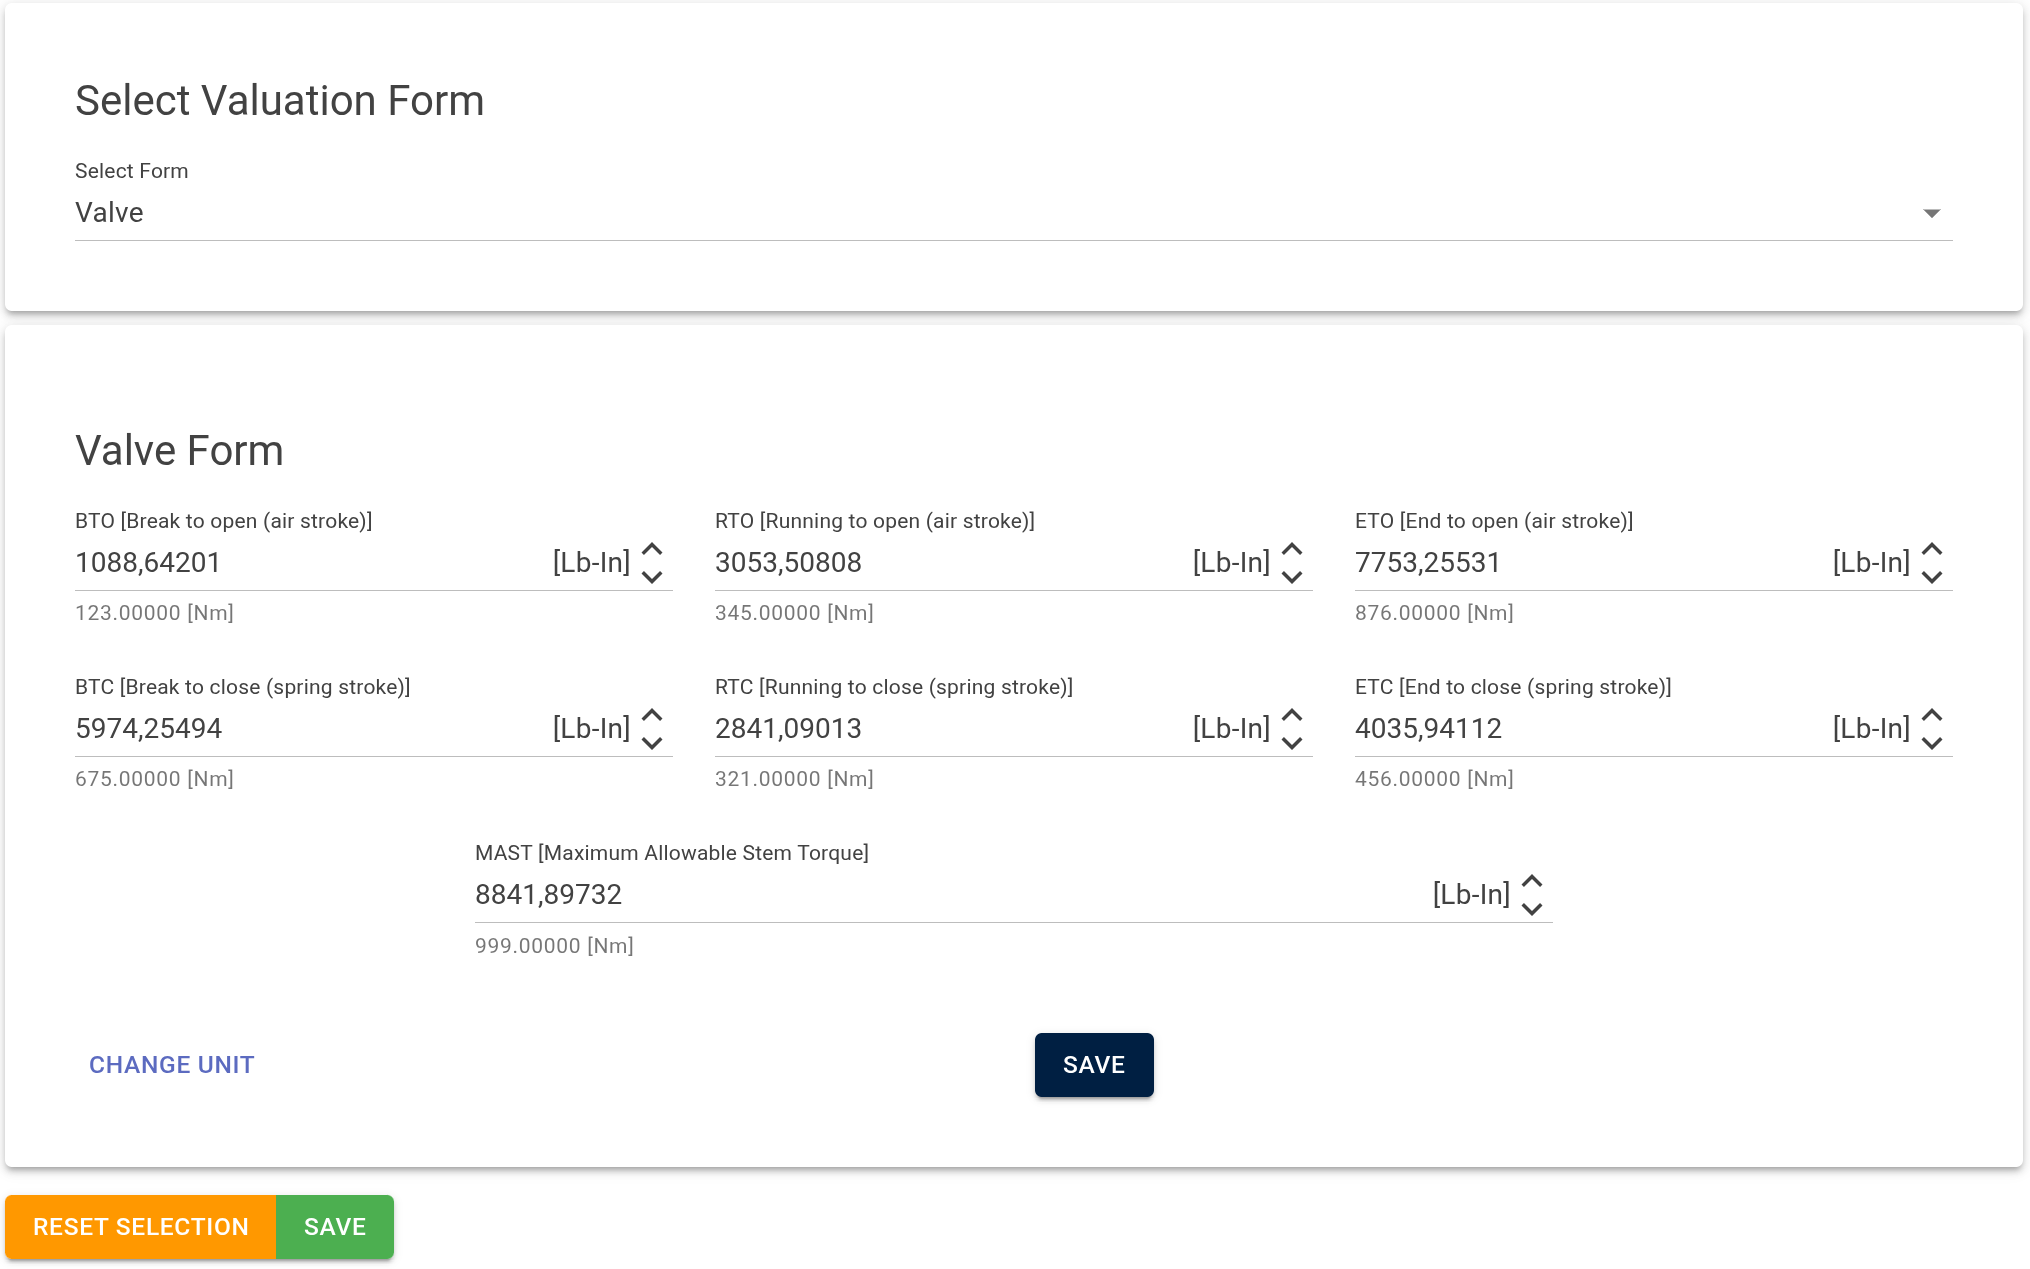 Select Valuation Form
Select Form
Valve
Valve Form
BTO [Break to open (air stroke)]
1088,64201 [Lb-In]
123.00000 [Nm]
RTO [Running to open (air stroke)]
3053,50808 [Lb-In]
345.00000 [Nm]
ETO [End to open (air stroke)]
7753,25531 [Lb-In]
876.00000 [Nm]
BTC [Break to close (spring stroke)]
5974,25494 [Lb-In]
675.00000 [Nm]
RTC [Running to close (spring stroke)]
2841,09013 [Lb-In]
321.00000 [Nm]
ETC [End to close (spring stroke)]
4035,94112 [Lb-In]
456.00000 [Nm]
MAST [Maximum Allowable Stem Torque]
8841,89732 [Lb-In]
999.00000 [Nm]
CHANGE UNIT
SAVE
RESET SELECTION
SAVE